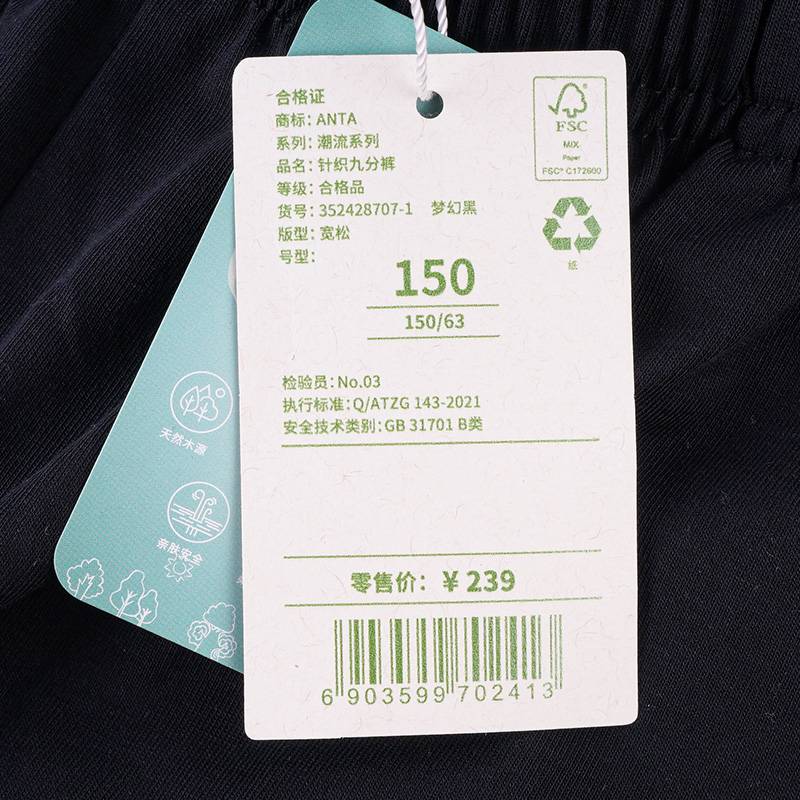 合格证
商标: ANTA
系列: 潮流系列
品名: 针织九分裤
等级: 合格品
货号: 352428707-1 梦幻黑
版型: 宽松
号型:
150
150/63
检验员: No.03
执行标准: Q/ATZG 143-2021
安全技术类别: GB 31701 B类
零售价: ¥ 239
6 903599 702413
FSC
MIX
Paper
FSC® C172600
纸
天然木源
亲肤安全